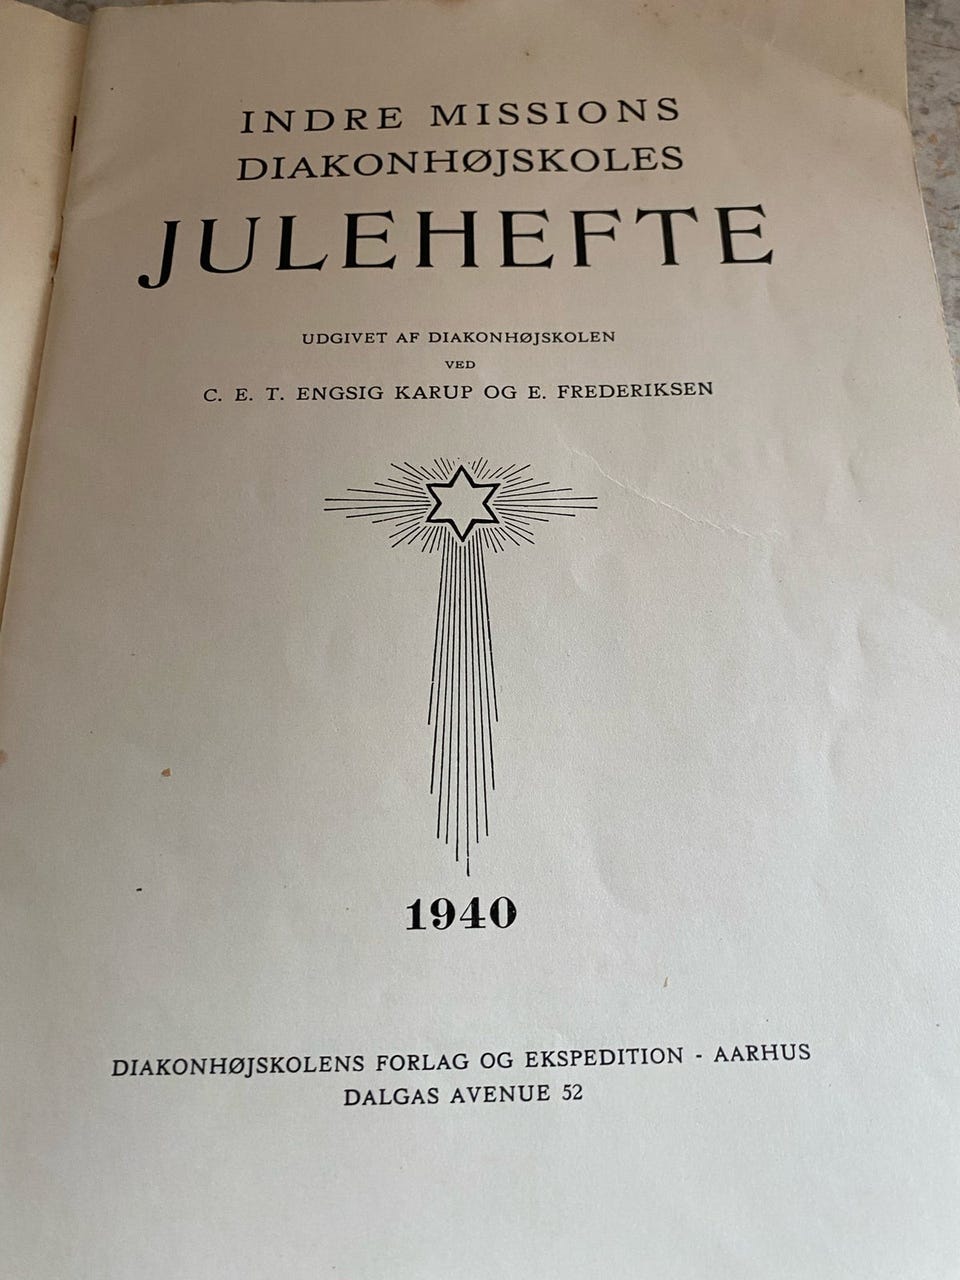 INDRE MISSIONS
DIAKONHØJSKOLES
JULEHEFTE
UDGIVET AF DIAKONHØJSKOLEN
VED
C. E. T. ENGSIG KARUP OG E. FREDERIKSEN
1940
DIAKONHØJSKOLENS FORLAG OG EKSPEDITION - AARHUS
DALGAS AVENUE 52